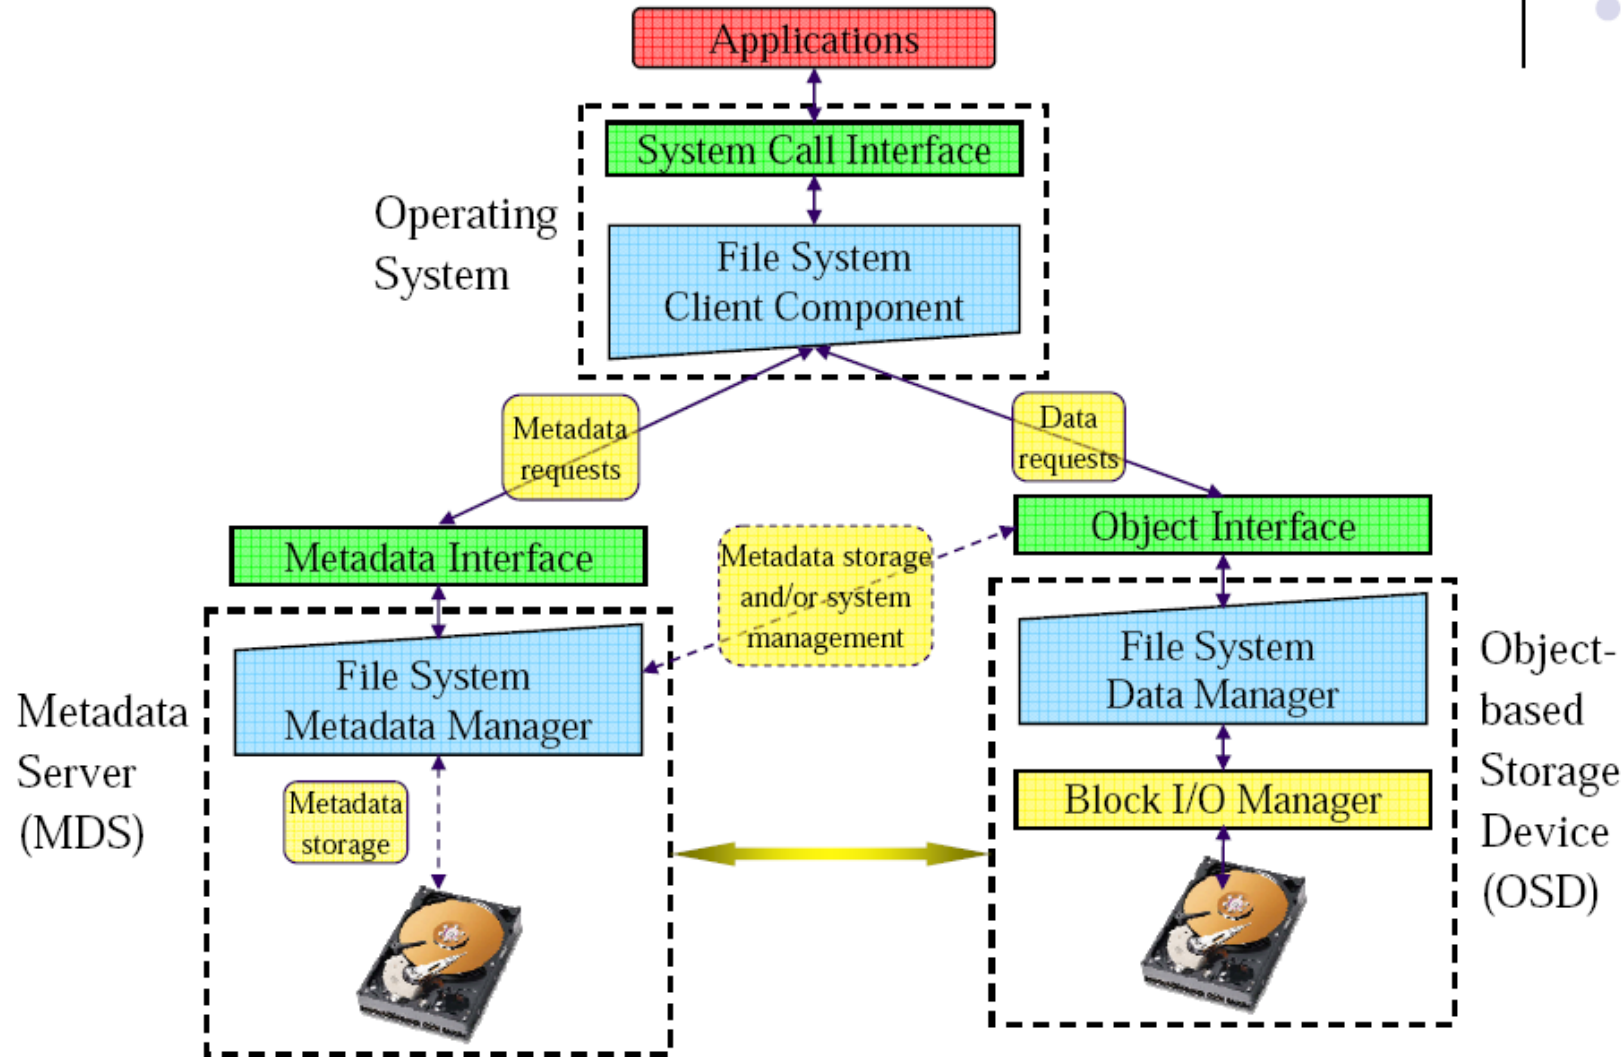 Applications
System Call Interface
Operating
System
File System
Client Component
Metadata
requests
Data
requests
Metadata Interface
Metadata storage
and/or system
management
Object Interface
File System
Metadata Manager
File System
Data Manager
Metadata
Server
(MDS)
Metadata
storage
Block I/O Manager
Object-
based
Storage
Device
(OSD)